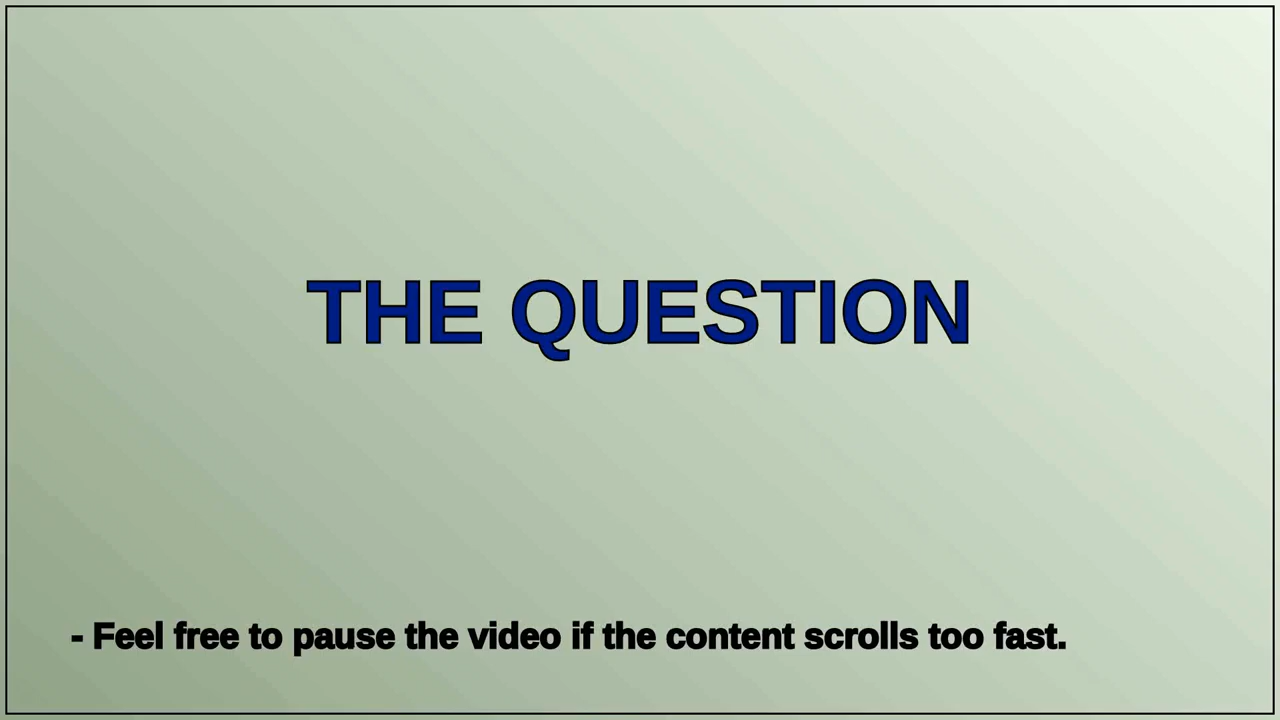 THE QUESTION
- Feel free to pause the video if the content scrolls too fast.